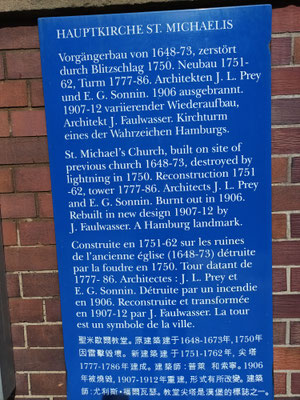 HAUPTKIRCHE ST. MICHAELIS
Vorgängerbau von 1648-73, zerstört
durch Blitzschlag 1750. Neubau 1751-
62, Turm 1777-86. Architekten J. L. Prey
und E. G. Sonnin. 1906 ausgebrannt.
1907-12 variierender Wiederaufbau,
Architekt J. Faulwasser. Kirchturm
eines der Wahrzeichen Hamburgs.
St. Michael's Church, built on site of
previous church 1648-73, destroyed by
lightning in 1750. Reconstruction 1751
-62, tower 1777-86. Architects J. L. Prey
and E. G. Sonnin. Burnt out in 1906.
Rebuilt in new design 1907-12 by
J. Faulwasser. A Hamburg landmark.
Construite en 1751-62 sur les ruines
de l'ancienne église (1648-73) détruite
par la foudre en 1750. Tour datant de
1777- 86. Architectes : J. L. Prey et
E. G. Sonnin. Détruite par un incendie
en 1906. Reconstruite et transformée
en 1907-12 par J. Faulwasser. La tour
est un symbole de la ville.
聖米歇爾教堂。原建築建于1648-1673年,1750年
因雷擊毀壞。新建築建于1751-1762年,尖塔
1777-1786年建成。建築師:普萊 和索寧。1906
年被燒毀,1907-1912年重建,形式有所改變。建築
師:尤利斯·福爾瓦瑟。教堂尖塔是漢堡的標誌之一。